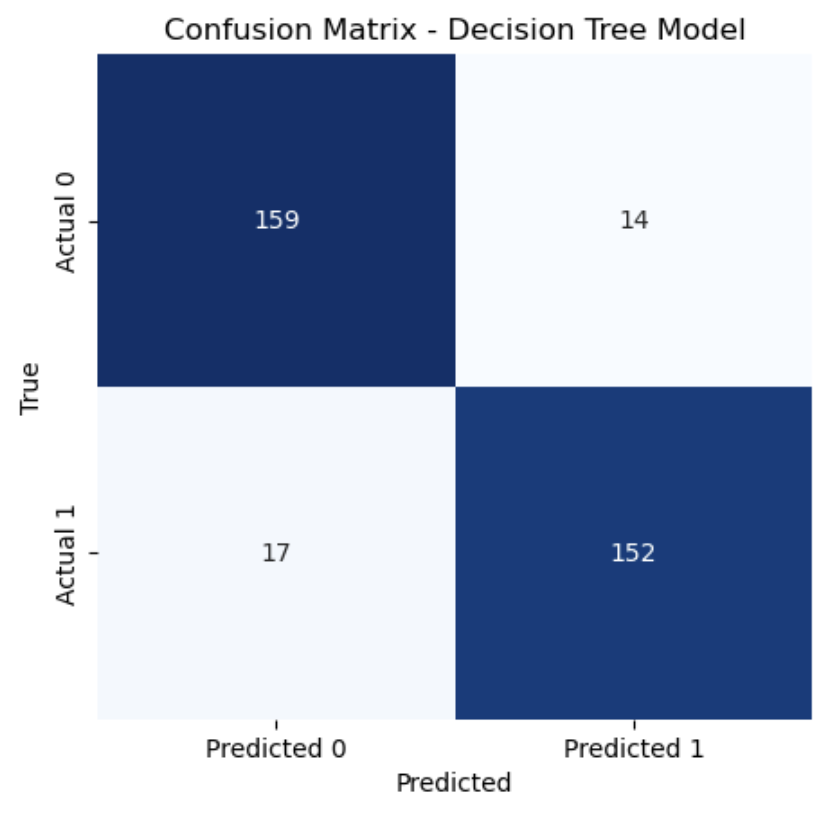 Confusion Matrix - Decision Tree Model
Actual 0
159
14
True
Actual 1
17
152
Predicted 0
Predicted 1
Predicted